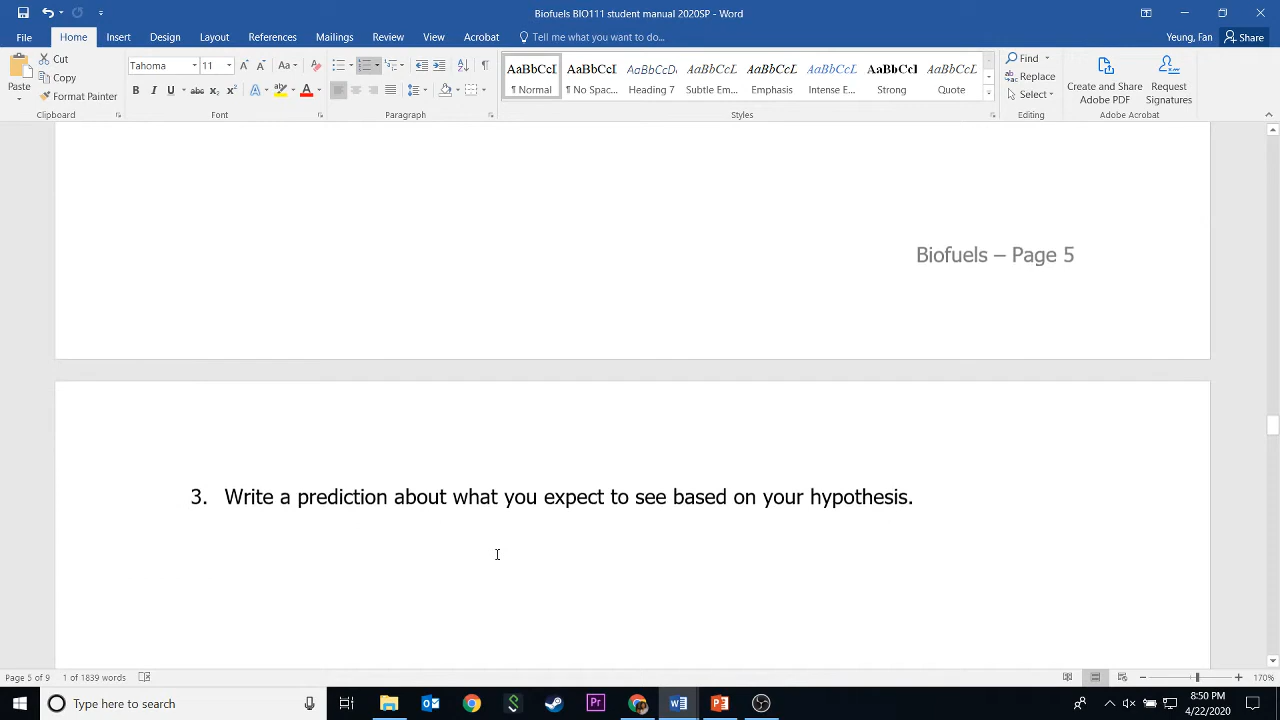 Biofuels BIO111 student manual 2020SP - Word
Yeung, Fan
Share
File Home Insert Design Layout References Mailings Review View Acrobat Tell me what you want to do...
Paste
Cut
Copy
Format Painter
Clipboard
Tahoma 11
Font
Paragraph
AaBbCcI AaBbCcI AaBbCcD AaBbCcL AaBbCcL AaBbCcL AaBbCcI AaBbCcL
¶ Normal ¶ No Spac... Heading 7 Subtle Em... Emphasis Intense E... Strong Quote
Styles
Find
Replace
Select
Editing
Create and Share
Adobe PDF
Request
Signatures
Adobe Acrobat
Biofuels – Page 5
3. Write a prediction about what you expect to see based on your hypothesis.
Page 5 of 9 1 of 1839 words
170%
Type here to search
8:50 PM
4/22/2020